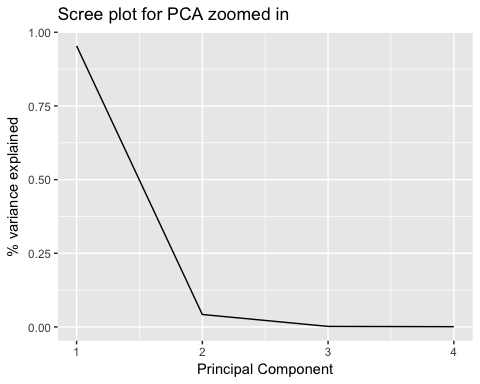 Scree plot for PCA zoomed in
% variance explained
1.00
0.75
0.50
0.25
0.00
1 2 3 4
Principal Component